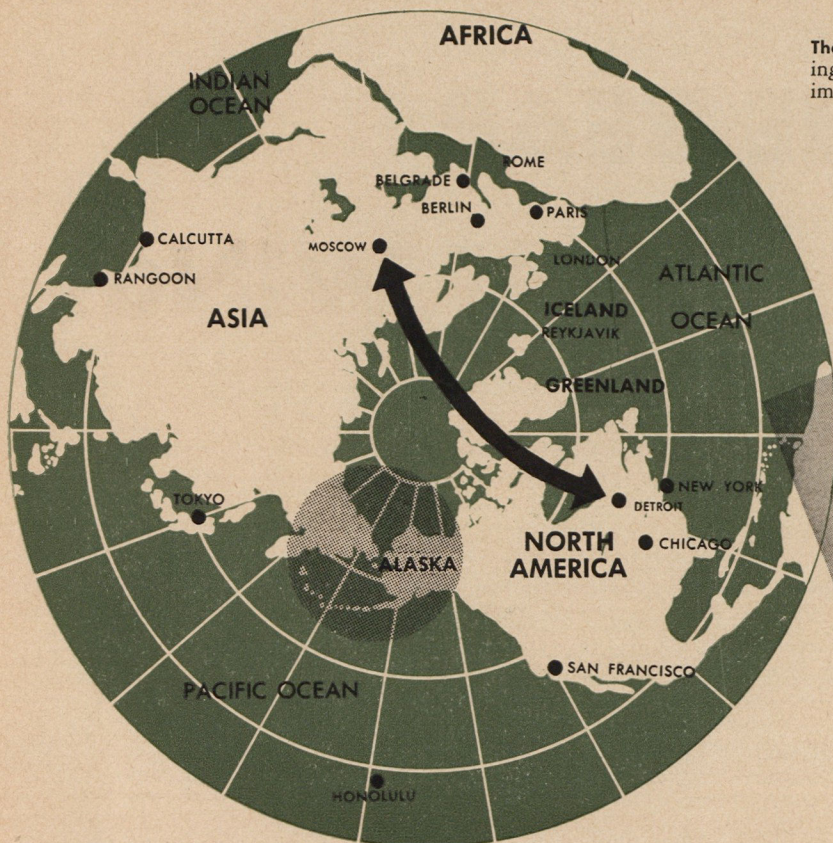 AFRICA
INDIAN
OCEAN
ROME
BELGRADE
BERLIN
PARIS
CALCUTTA
MOSCOW
LONDON
RANGOON
ATLANTIC
OCEAN
ASIA
ICELAND
REYKJAVIK
GREENLAND
TOKYO
NEW YORK
DETROIT
NORTH
AMERICA
CHICAGO
ALASKA
SAN FRANCISCO
PACIFIC OCEAN
HONOLULU